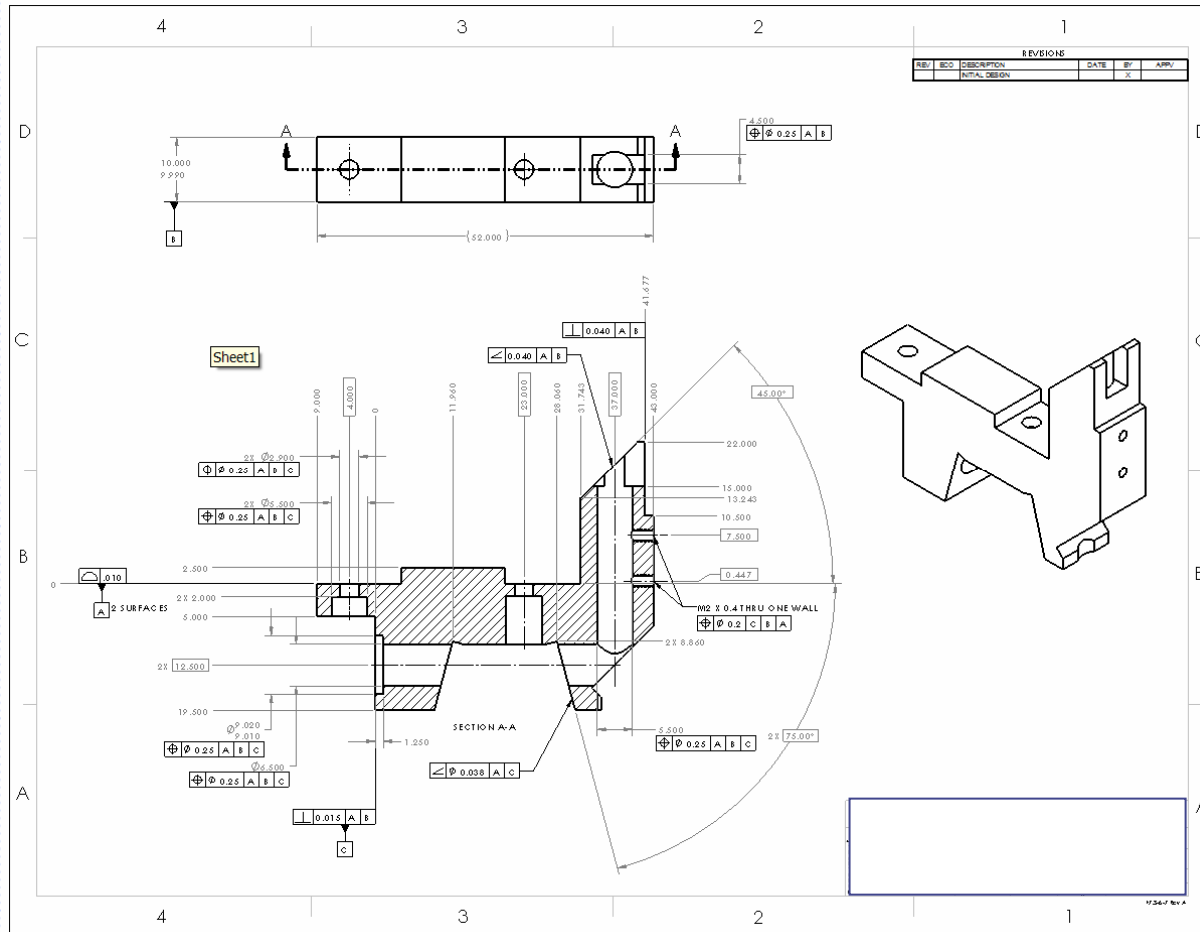 4 3 2 1
REVISIONS
REV ECO DESCRIPTION DATE BY APPV
INITIAL DESIGN X
D
A A
4.500
⌖ ⌀ 0.25 A B
10.000
9.990
B
(52.000)
C
Sheet1
41.677
⟂ 0.040 A B
∠ 0.040 A B
9.000 4.000 0 11.960 23.000 28.060 31.743 37.000 43.000
45.00°
22.000
2X ⌀2.900
⌀ 0.25 A B C
2X ⌀5.500
⌖ ⌀ 0.25 A B C
15.000
13.243
10.500
7.500
B
2.500
0
⌓ .010
0.447
A 2 SURFACES
2X 2.000
M2 X 0.4 THRU ONE WALL
⌖ ⌀ 0.2 C B A
5.000
2X 8.860
2X 12.500
19.500
SECTION A-A
⌀9.020
9.010
⌖ ⌀ 0.25 A B C
1.250
5.500
⌖ ⌀ 0.25 A B C
2X 75.00°
⌀6.500
⌖ ⌀ 0.25 A B C
∠ ⌀ 0.038 A C
A
⟂ 0.015 A B
C
4 3 2 1